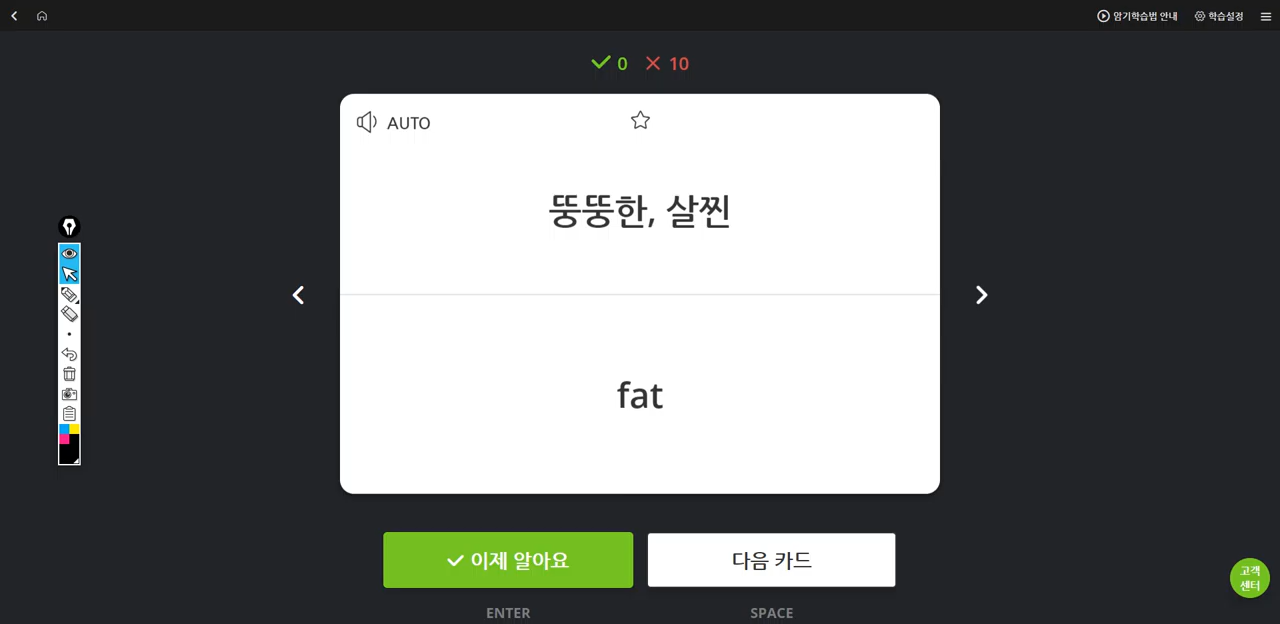 암기학습법 안내 학습설정
0 10
AUTO
뚱뚱한, 살찐
fat
이제 알아요 다음 카드
ENTER SPACE
고객
센터